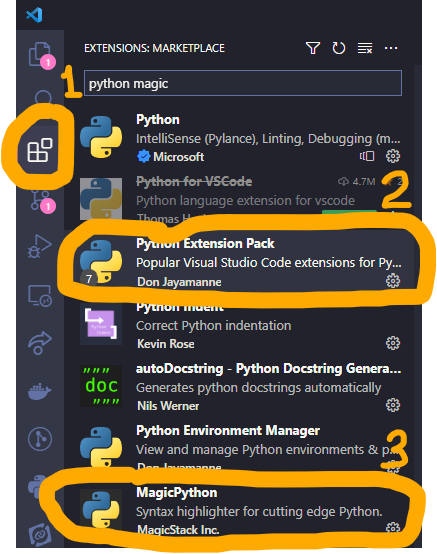 EXTENSIONS: MARKETPLACE
...
1
1
python magic
Python
IntelliSense (Pylance), Linting, Debugging (m...
Microsoft
Python for VSCode
4.7M
2
Python language extension for vscode
Thomas
2
Python Extension Pack
Popular Visual Studio Code extensions for Py...
7
Don Jayamanne
1
Python Indent
Correct Python indentation
Kevin Rose
Python
Indent
autoDocstring - Python Docstring Genera...
"""
doc
"""
Generates python docstrings automatically
Nils Werner
Python Environment Manager
View and manage Python environments & p...
Don Jayamanne
3
MagicPython
Syntax highlighter for cutting edge Python.
MagicStack Inc.